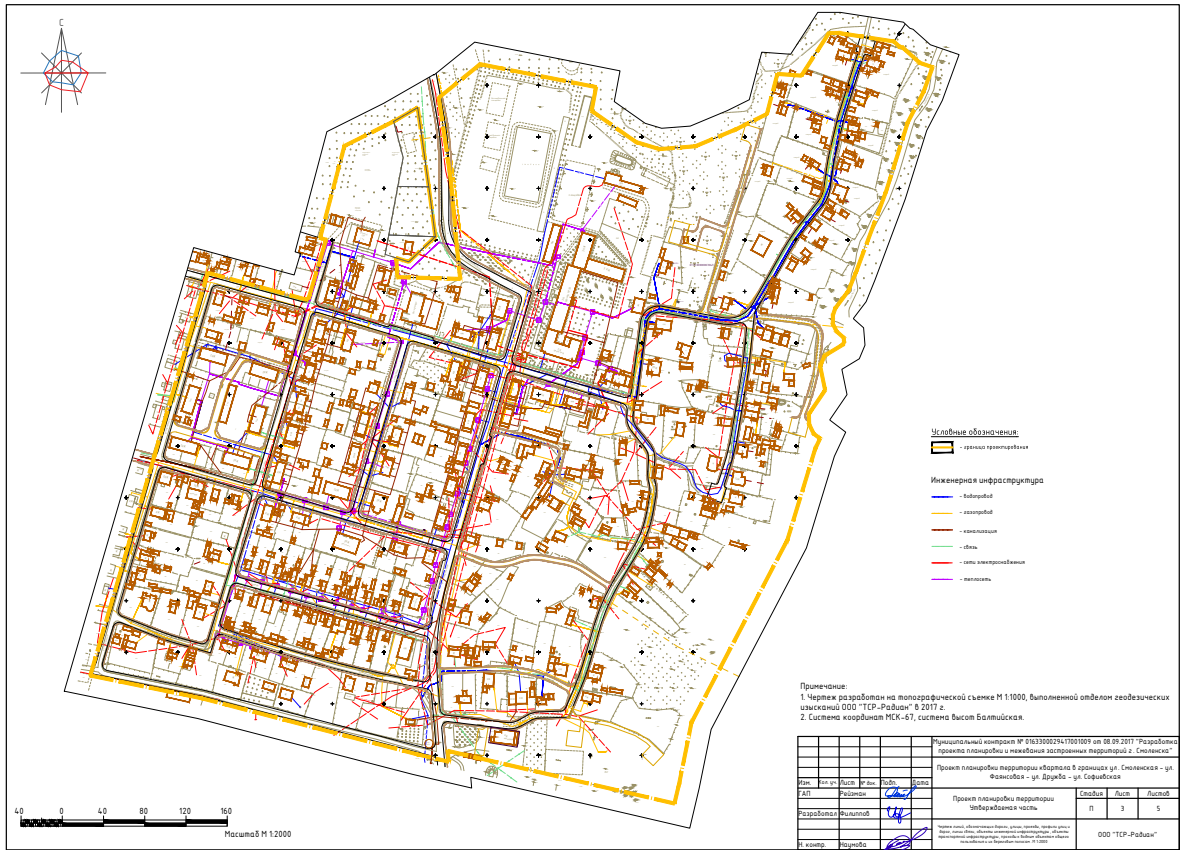 С
Условные обозначения:
- граница проектирования
Инженерная инфраструктура
- водопровод
- газопровод
- канализация
- связь
- сети электроснабжения
- теплосеть
Примечание:
1. Чертеж разработан на топографической съемке М 1:1000, выполненной отделом геодезических
изысканий ООО "ТСР-Радиан" в 2017 г.
2. Система координат МСК-67, система высот Балтийская.
40 0 40 80 120 160
Масштаб М 1:2000
Муниципальный контракт № 0163300029417001009 от 08.09.2017 "Разработка
проекта планировки и межевания застроенных территорий г. Смоленска"
Проект планировки территории квартала в границах ул. Смоленская - ул.
Фаянсовая - ул. Дружба - ул. Софиевская
Изм. Кол. уч. Лист № док. Подп. Дата
ГАП Рейзман
Разработал Филиппов
Н. контр. Наумова
Проект планировки территории
Утверждаемая часть
Стадия Лист Листов
П 3 5
ООО "ТСР-Радиан"